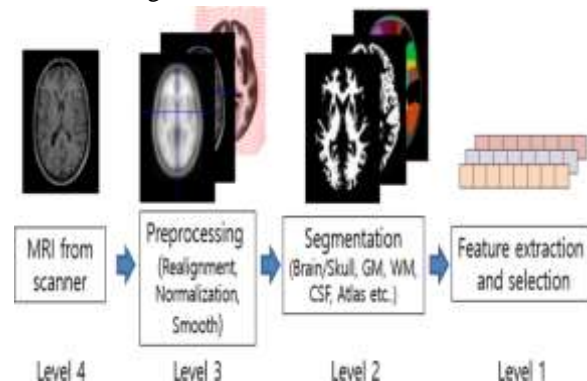 MRI from
scanner
Preprocessing
(Realignment,
Normalization,
Smooth)
Segmentation
(Brain/Skull, GM, WM,
CSF, Atlas etc.)
Feature extraction
and selection
Level 4
Level 3
Level 2
Level 1